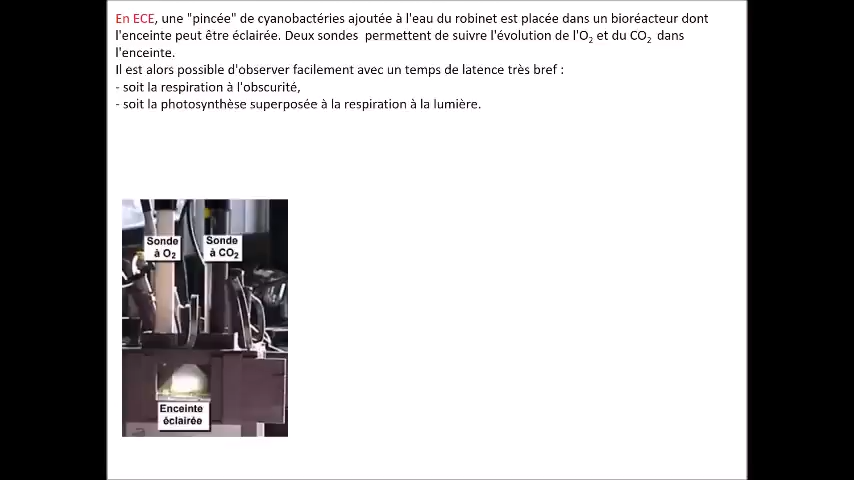 En ECE, une "pincée" de cyanobactéries ajoutée à l'eau du robinet est placée dans un bioréacteur dont
l'enceinte peut être éclairée. Deux sondes permettent de suivre l'évolution de l'O2 et du CO2 dans
l'enceinte.
Il est alors possible d'observer facilement avec un temps de latence très bref :
- soit la respiration à l'obscurité,
- soit la photosynthèse superposée à la respiration à la lumière.
Sonde
à O2
Sonde
à CO2
Enceinte
éclairée